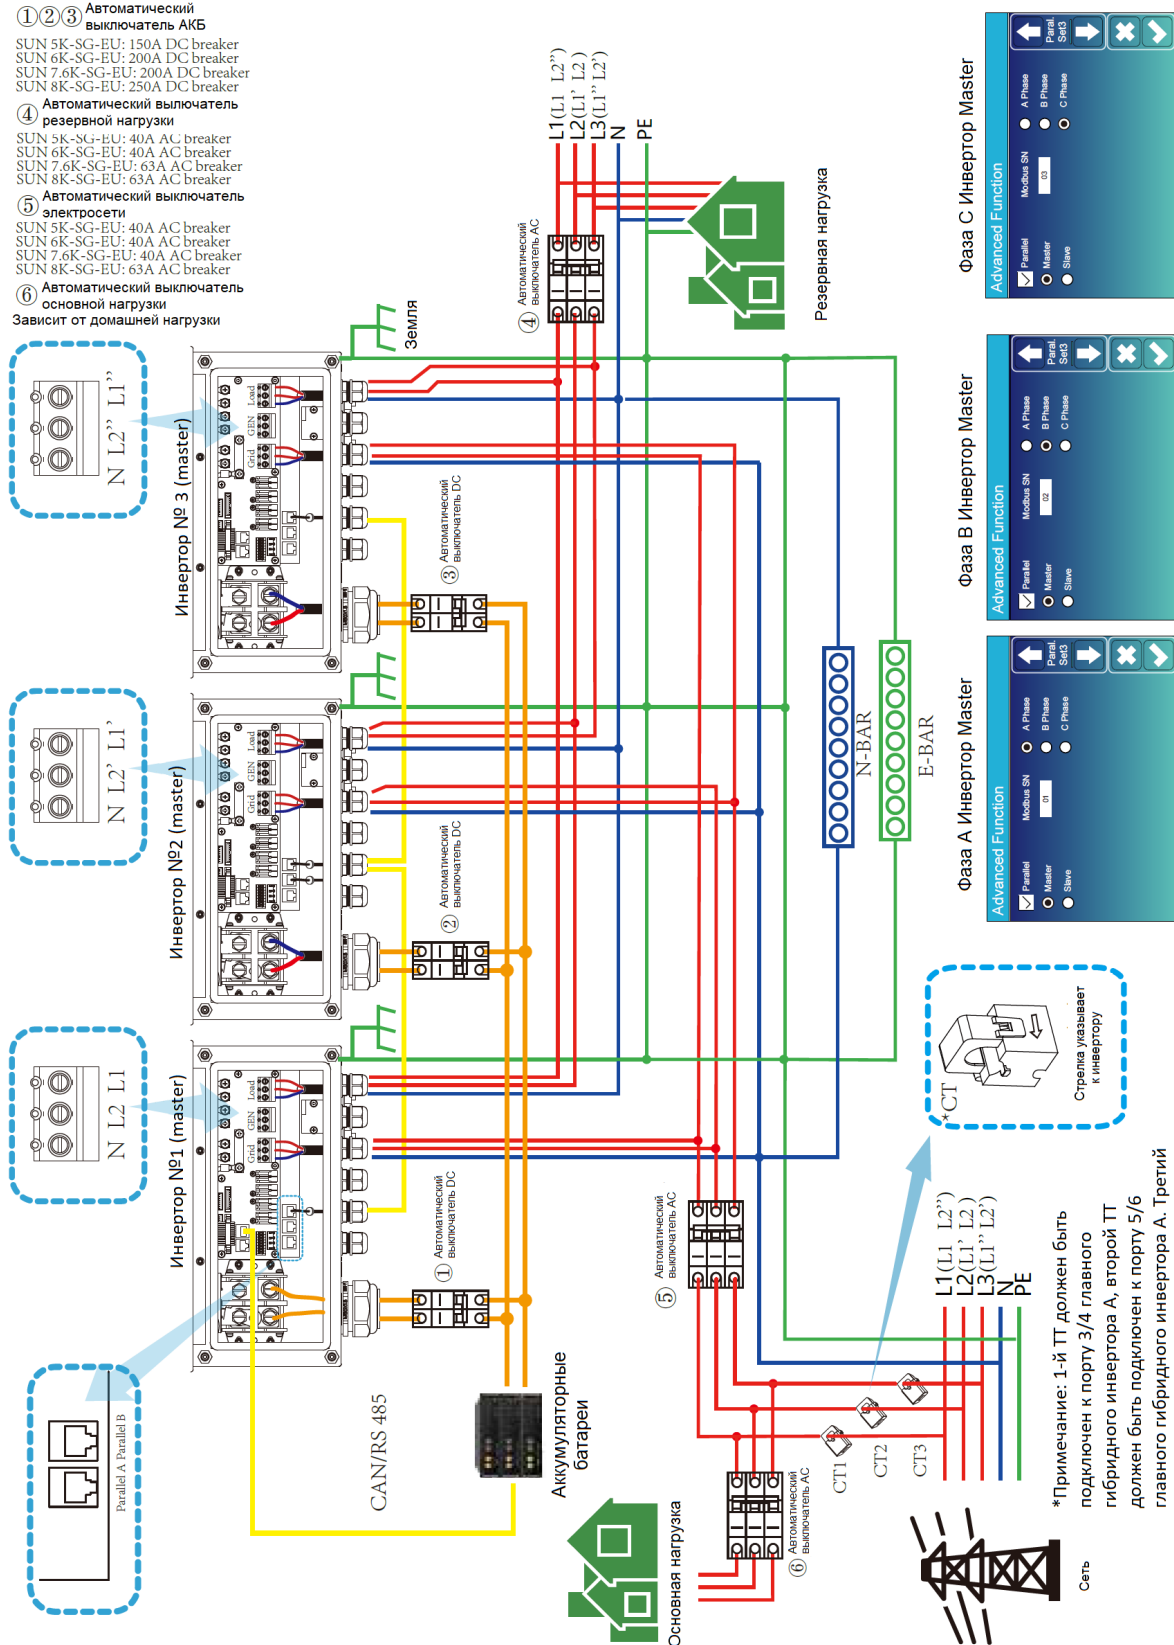 ①②③ Автоматический
выключатель АКБ
SUN 5K-SG-EU: 150A DC breaker
SUN 6K-SG-EU: 200A DC breaker
SUN 7.6K-SG-EU: 200A DC breaker
SUN 8K-SG-EU: 250A DC breaker
④ Автоматический вылючатель
резервной нагрузки
SUN 5K-SG-EU: 40A AC breaker
SUN 6K-SG-EU: 40A AC breaker
SUN 7.6K-SG-EU: 63A AC breaker
SUN 8K-SG-EU: 63A AC breaker
⑤ Автоматический выключатель
электросети
SUN 5K-SG-EU: 40A AC breaker
SUN 6K-SG-EU: 40A AC breaker
SUN 7.6K-SG-EU: 40A AC breaker
SUN 8K-SG-EU: 63A AC breaker
⑥ Автоматический выключатель
основной нагрузки
Зависит от домашней нагрузки
N L2'' L1''
Инвертор № 3 (master)
Load
GEN
Grid
Земля
N L2' L1'
Инвертор №2 (master)
Load
GEN
Grid
N L2 L1
Инвертор №1 (master)
Load
GEN
Grid
Parallel A Parallel B
L1(L1 L2'')
L2(L1' L2 )
L3(L1'' L2')
N
PE
④ Автоматический
выключатель AC
Резервная нагрузка
③ Автоматический
выключатель DC
② Автоматический
выключатель DC
① Автоматический
выключатель DC
CAN/RS 485
Аккумуляторные
батареи
N-BAR
E-BAR
⑤ Автоматический
выключатель AC
⑥ Автоматический
выключатель AC
Основная нагрузка
CT1
CT2
CT3
L1(L1 L2'')
L2(L1' L2 )
L3(L1'' L2')
N
PE
Сеть
*CT
Стрелка указывает
к инвертору
Фаза C Инвертор Master
Advanced Function
Parallel
Master
Slave
Modbus SN
03
A Phase
B Phase
C Phase
Paral.
Set3
Фаза B Инвертор Master
Advanced Function
Parallel
Master
Slave
Modbus SN
02
A Phase
B Phase
C Phase
Paral.
Set3
Фаза A Инвертор Master
Advanced Function
Parallel
Master
Slave
Modbus SN
01
A Phase
B Phase
C Phase
Paral.
Set3
*Примечание: 1-й ТТ должен быть
подключен к порту 3/4 главного
гибридного инвертора А, второй ТТ
должен быть подключен к порту 5/6
главного гибридного инвертора А. Третий